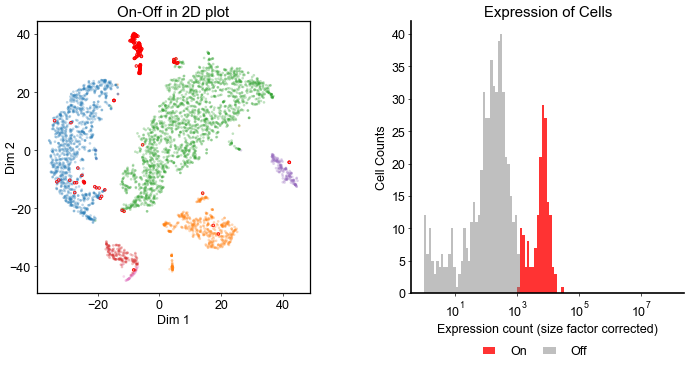 On-Off in 2D plot
40
20
0
−20
−40
Dim 2
−20
0
20
40
Dim 1
Expression of Cells
40
35
30
25
20
15
10
5
0
Cell Counts
10^1
10^3
10^5
10^7
Expression count (size factor corrected)
On
Off